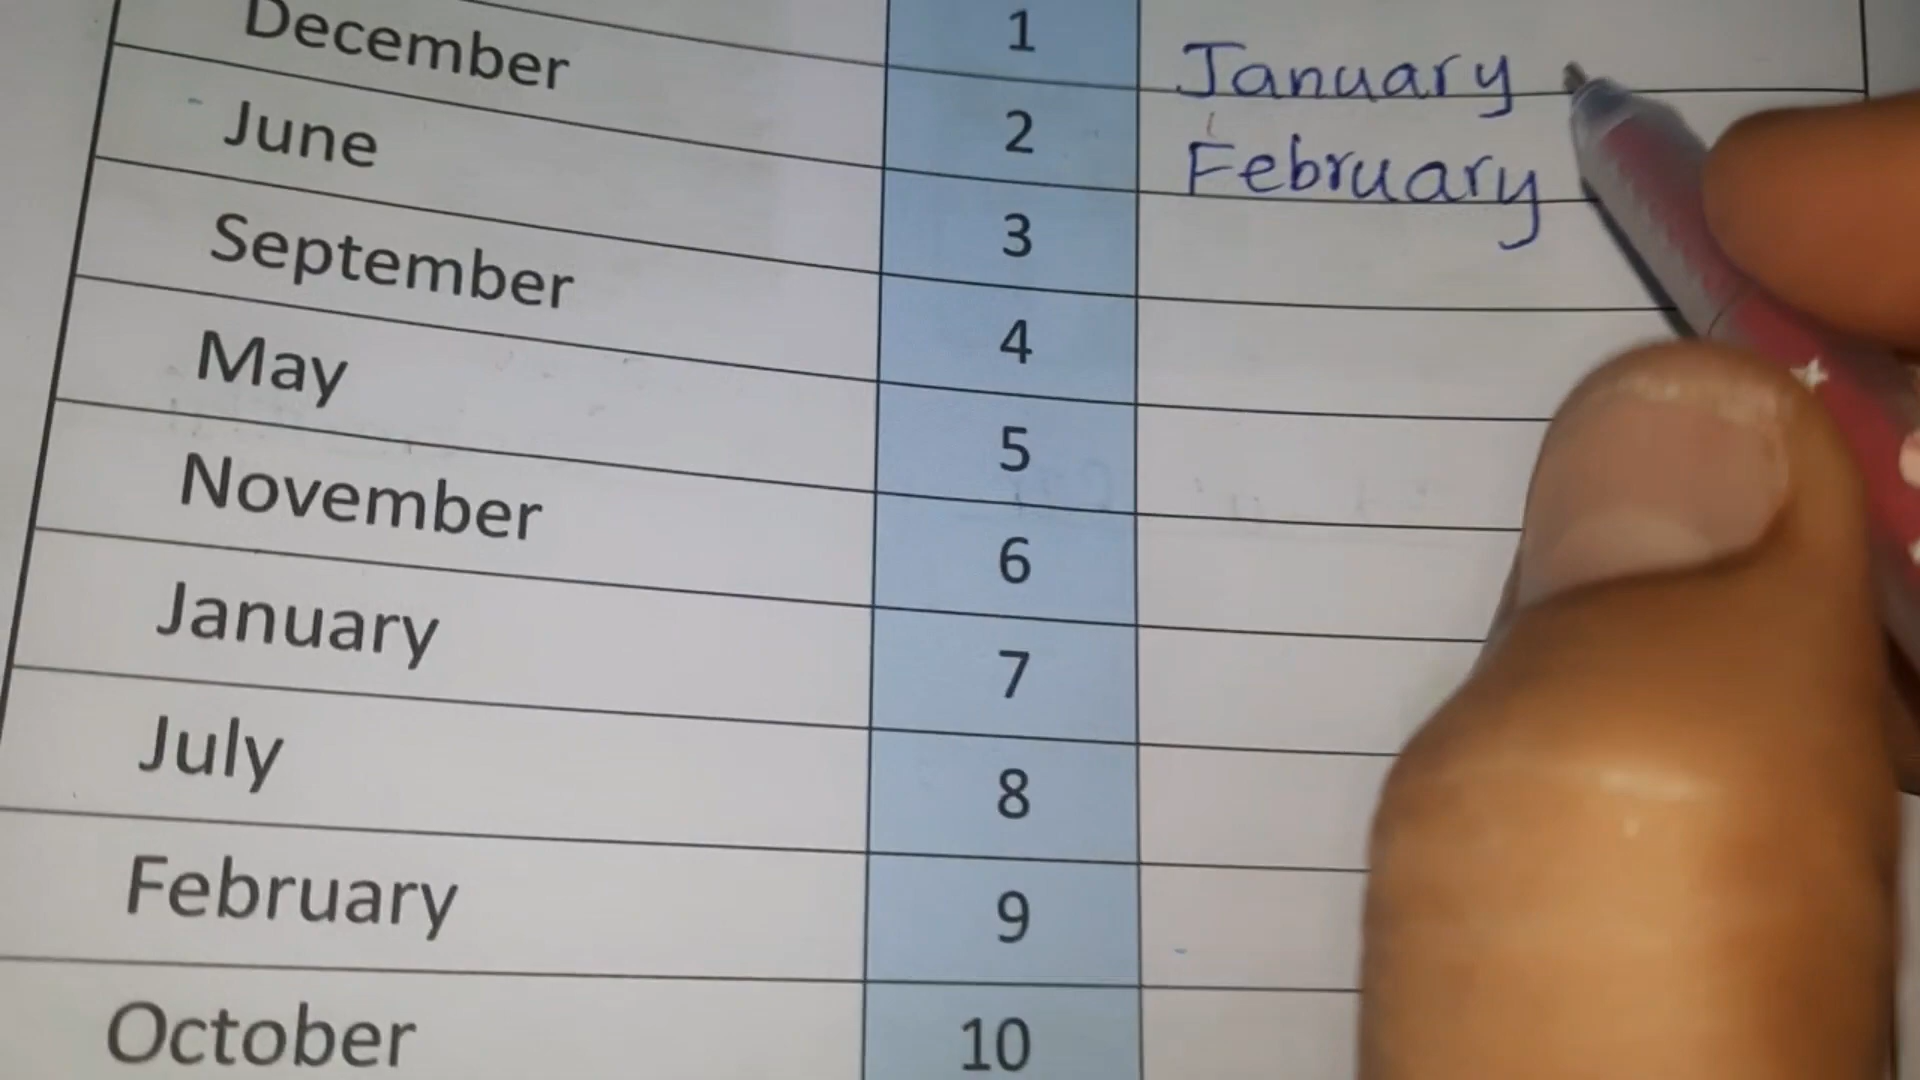 December 1 January
June 2 February
September 3
May 4
November 5
January 6
July 7
February 8
October 9
10